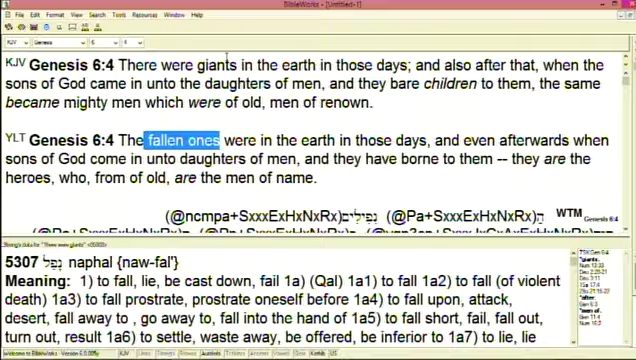 BibleWorks - [Untitled-1]
File Edit Format View Search Text Resources Window Help
KJV Genesis 6 4
KJV Genesis 6:4 There were giants in the earth in those days; and also after that, when the
sons of God came in unto the daughters of men, and they bare children to them, the same
became mighty men which were of old, men of renown.
YLT Genesis 6:4 The fallen ones were in the earth in those days, and even afterwards when
sons of God come in unto daughters of men, and they have borne to them -- they are the
heroes, who, from of old, are the men of name.
WTM Genesis 6:4
5307 naphal {naw-fal'}
Meaning: 1) to fall, lie, be cast down, fail 1a) (Qal) 1a1) to fall 1a2) to fall (of violent
death) 1a3) to fall prostrate, prostrate oneself before 1a4) to fall upon, attack,
desert, fall away to , go away to, fall into the hand of 1a5) to fall short, fail, fall out,
turn out, result 1a6) to settle, waste away, be offered, be inferior to 1a7) to lie, lie
"giants.
"after
"men of.